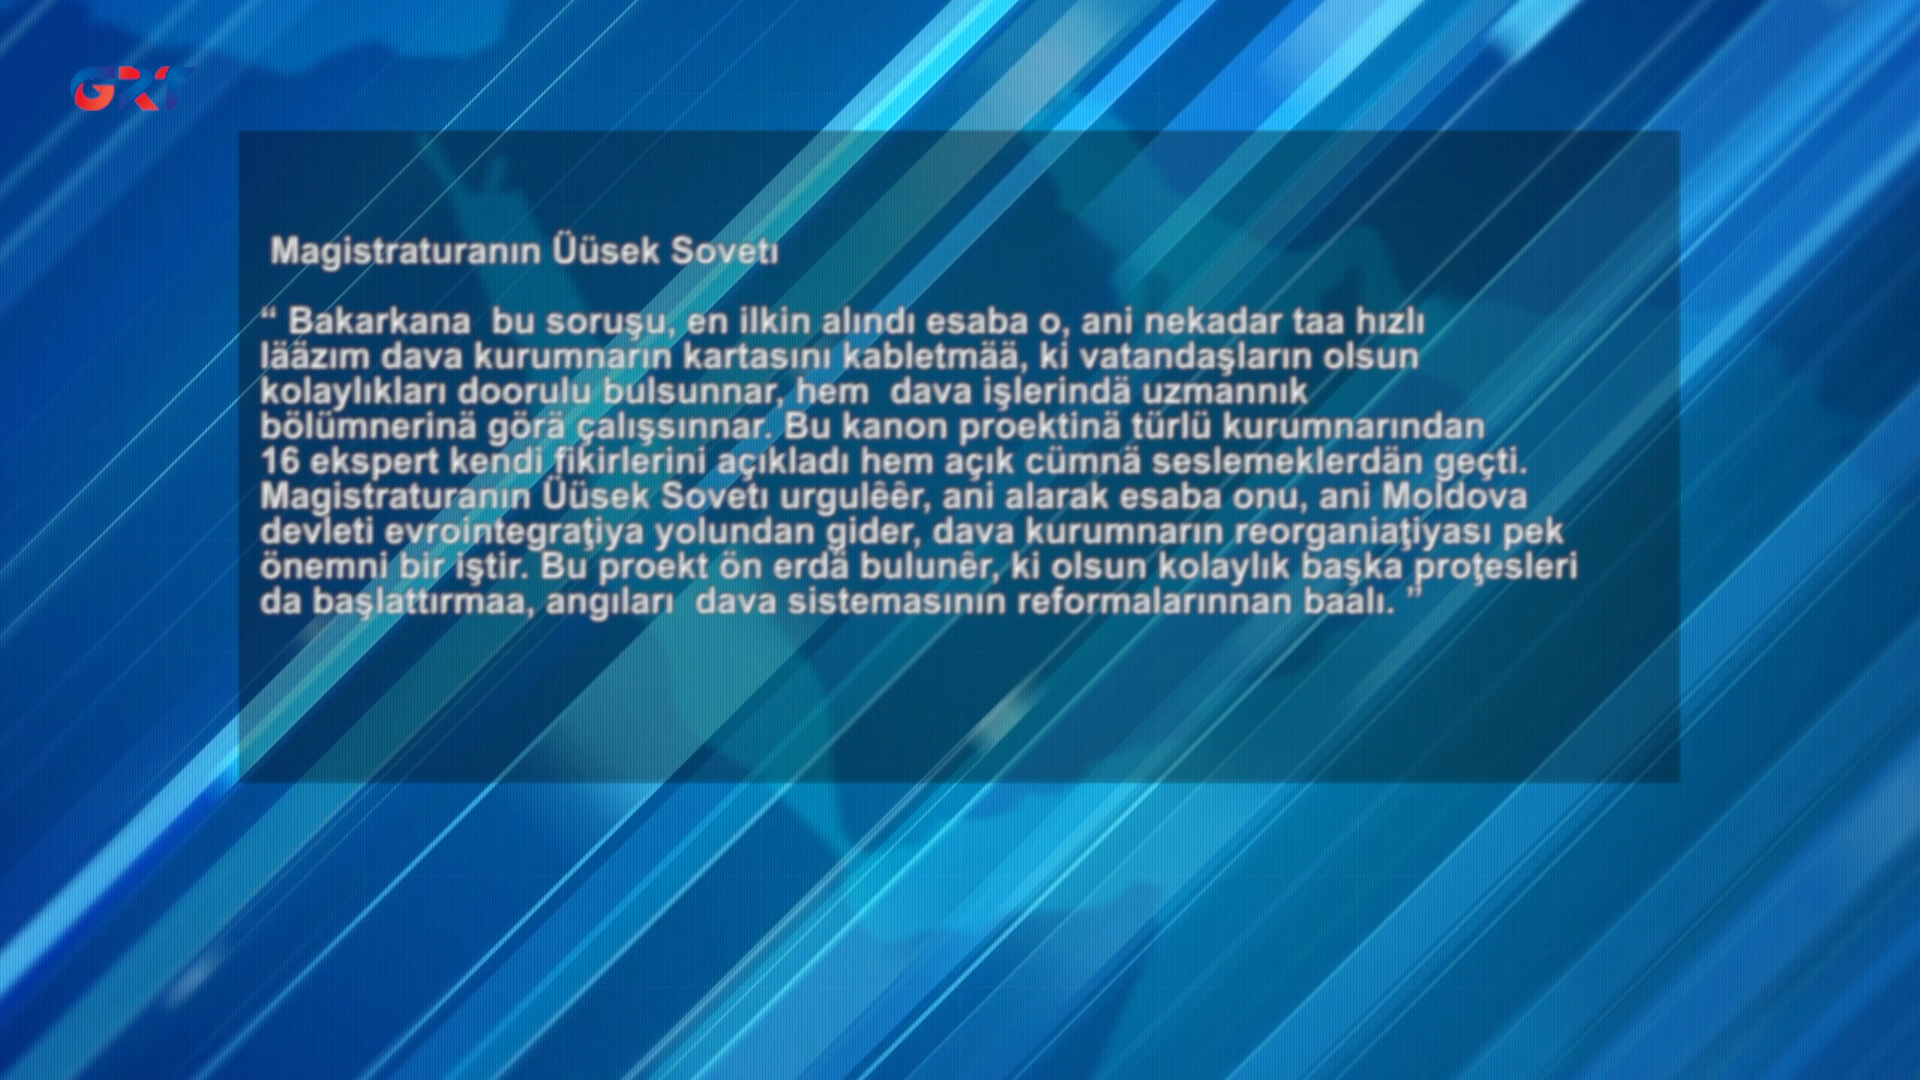 GRT
Magistraturanın Üüsek Sovetı
“ Bakarkana bu soruşu, en ilkin alındı esaba o, ani nekadar taa hızlı
lääzım dava kurumnarın kartasını kabletmää, ki vatandaşların olsun
kolaylıkları doorulu bulsunnar, hem dava işlerindä uzmannık
bölümnerinä görä çalışsınnar. Bu kanon proektinä türlü kurumnarından
16 ekspert kendi fikirlerini açıkladı hem açık cümnä seslemeklerdän geçti.
Magistraturanın Üüsek Sovetı urgulêêr, ani alarak esaba onu, ani Moldova
devleti evrointegraţiya yolundan gider, dava kurumnarın reorganiaţiyası pek
önemni bir iştir. Bu proekt ön erdä bulunêr, ki olsun kolaylık başka proţesleri
da başlattırmaa, angıları dava sistemasının reformalarınnan baalı. ”